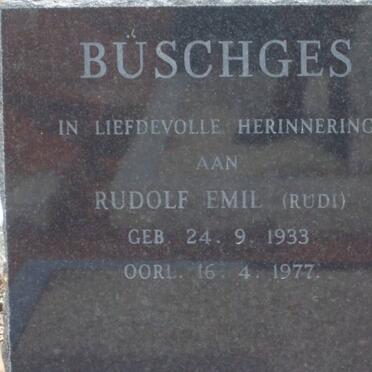 BÜSCHGES
IN LIEFDEVOLLE HERINNERING
AAN
RUDOLF EMIL (RUDI)
GEB. 24. 9. 1933
OORL. 16. 4. 1977.